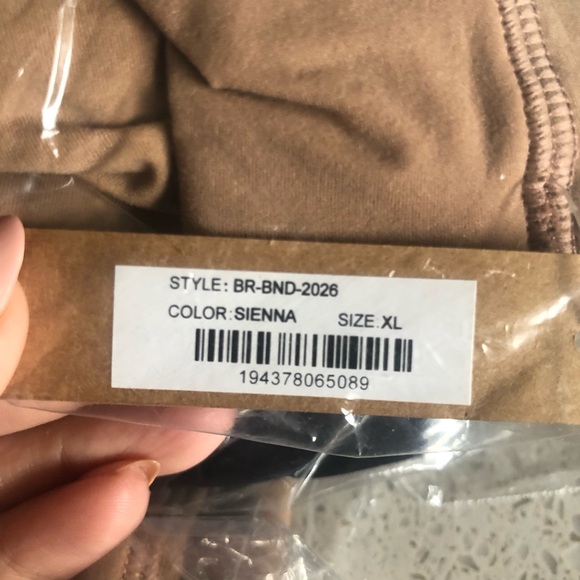 STYLE: BR-BND-2026
COLOR:SIENNA SIZE:XL
194378065089